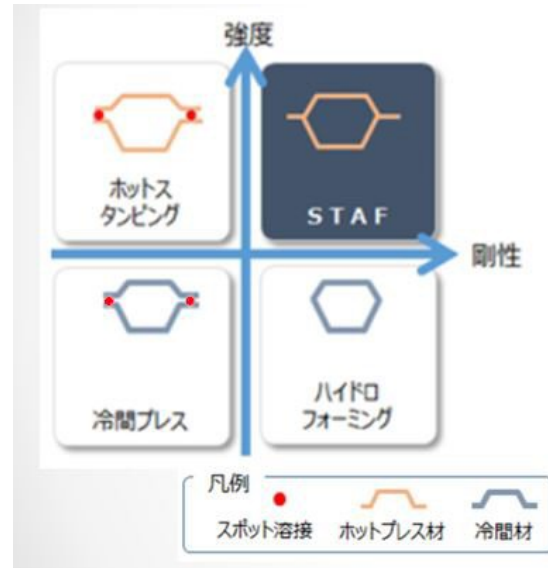 強度
ホットス
タンピング
STAF
剛性
冷間プレス
ハイドロ
フォーミング
凡例
スポット溶接 ホットプレス材 冷間材